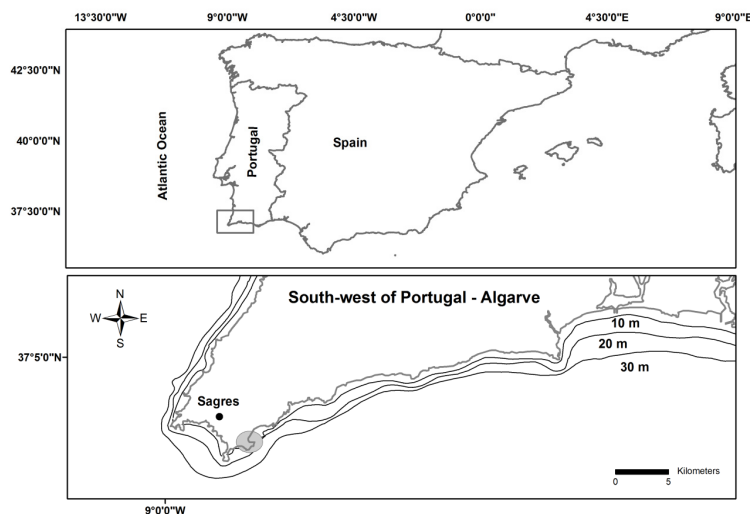 13°30'0"W 9°0'0"W 4°30'0"W 0°0'0" 4°30'0"E 9°0'0"E
42°30'0"N
40°0'0"N
37°30'0"N
Atlantic Ocean
Portugal
Spain
South-west of Portugal - Algarve
N
W E
S
10 m
20 m
30 m
37°5'0"N
Sagres
Kilometers
0 5
9°0'0"W